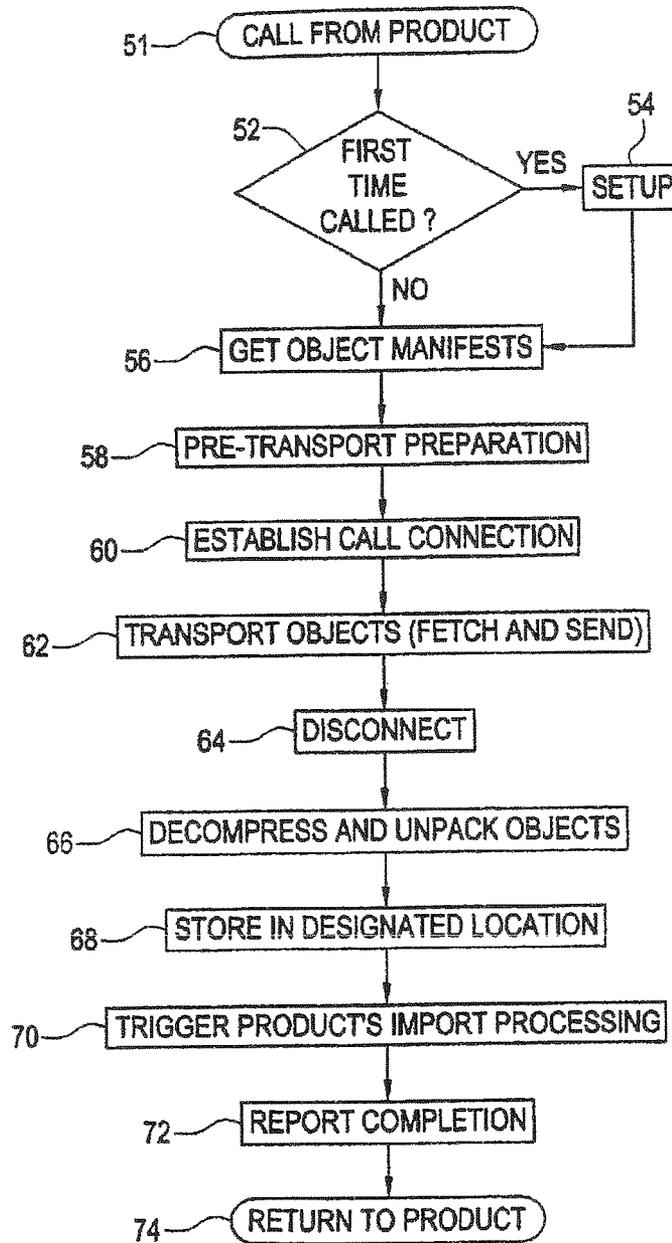 51 CALL FROM PRODUCT
52
FIRST
TIME
CALLED ?
YES
54
SETUP
NO
56 GET OBJECT MANIFESTS
58 PRE-TRANSPORT PREPARATION
60 ESTABLISH CALL CONNECTION
62 TRANSPORT OBJECTS (FETCH AND SEND)
64 DISCONNECT
66 DECOMPRESS AND UNPACK OBJECTS
68 STORE IN DESIGNATED LOCATION
70 TRIGGER PRODUCT'S IMPORT PROCESSING
72 REPORT COMPLETION
74 RETURN TO PRODUCT